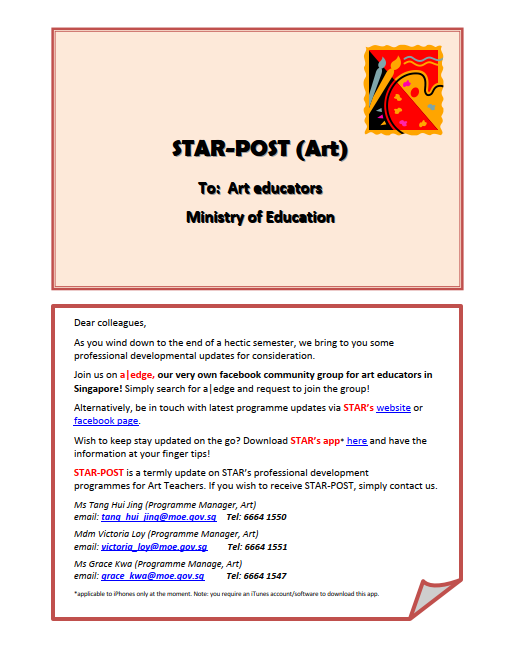 STAR-POST (Art)
To: Art educators
Ministry of Education
Dear colleagues,
As you wind down to the end of a hectic semester, we bring to you some
professional developmental updates for consideration.
Join us on a|edge, our very own facebook community group for art educators in
Singapore! Simply search for a|edge and request to join the group!
Alternatively, be in touch with latest programme updates via STAR's website or
facebook page.
Wish to keep stay updated on the go? Download STAR's app* here and have the
information at your finger tips!
STAR-POST is a termly update on STAR's professional development
programmes for Art Teachers. If you wish to receive STAR-POST, simply contact us.
Ms Tang Hui Jing (Programme Manager, Art)
email: tang_hui_jing@moe.gov.sg Tel: 6664 1550
Mdm Victoria Loy (Programme Manager, Art)
email: victoria_loy@moe.gov.sg Tel: 6664 1551
Ms Grace Kwa (Programme Manage, Art)
email: grace_kwa@moe.gov.sg Tel: 6664 1547
*applicable to iPhones only at the moment. Note: you require an iTunes account/software to download this app.